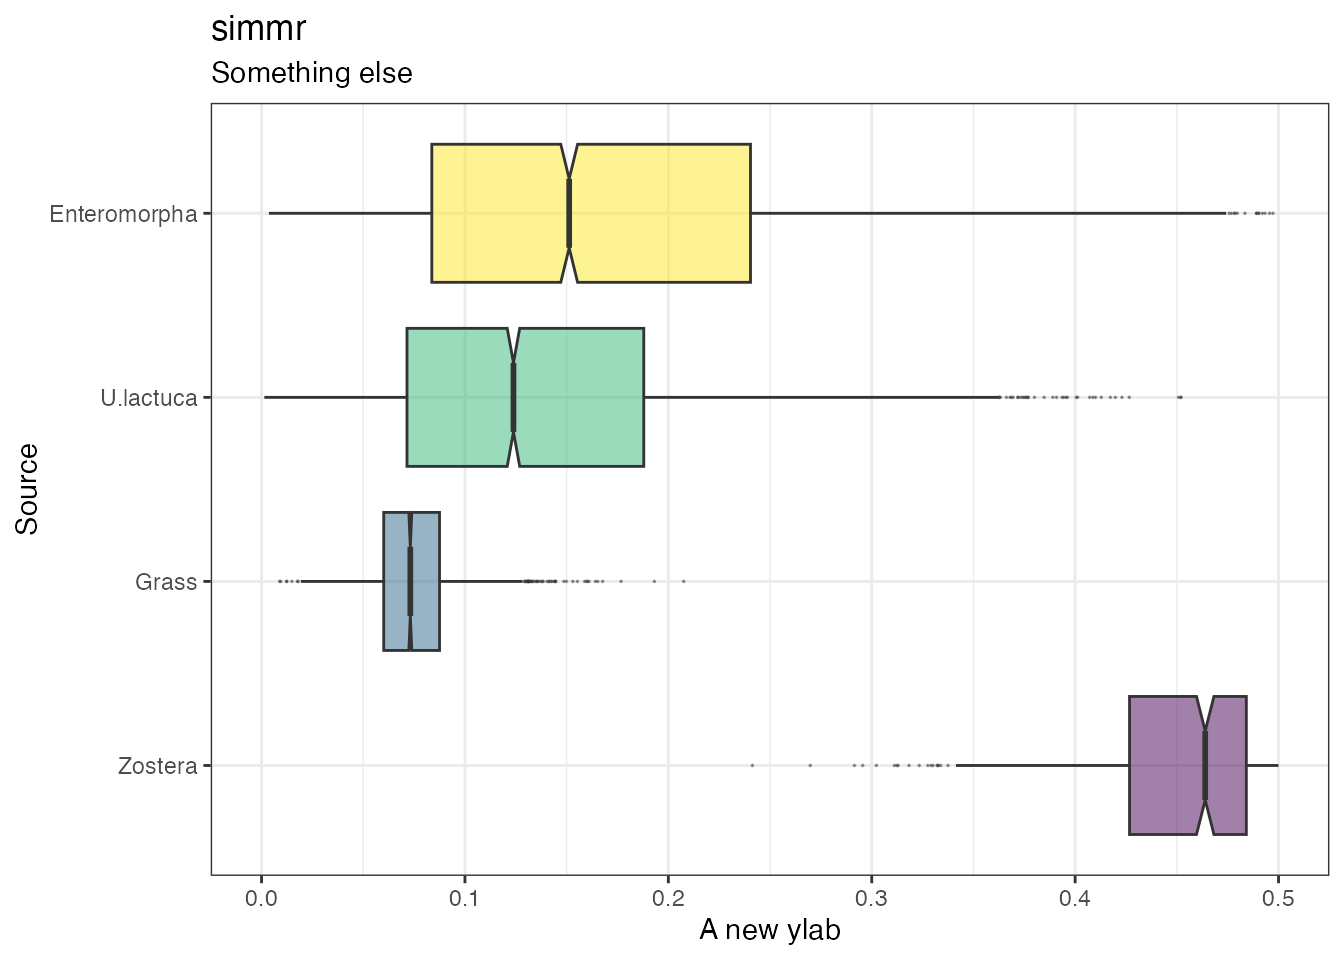 simmr
Something else
Enteromorpha
U.lactuca
Grass
Zostera
Source
0.0 0.1 0.2 0.3 0.4 0.5
A new ylab